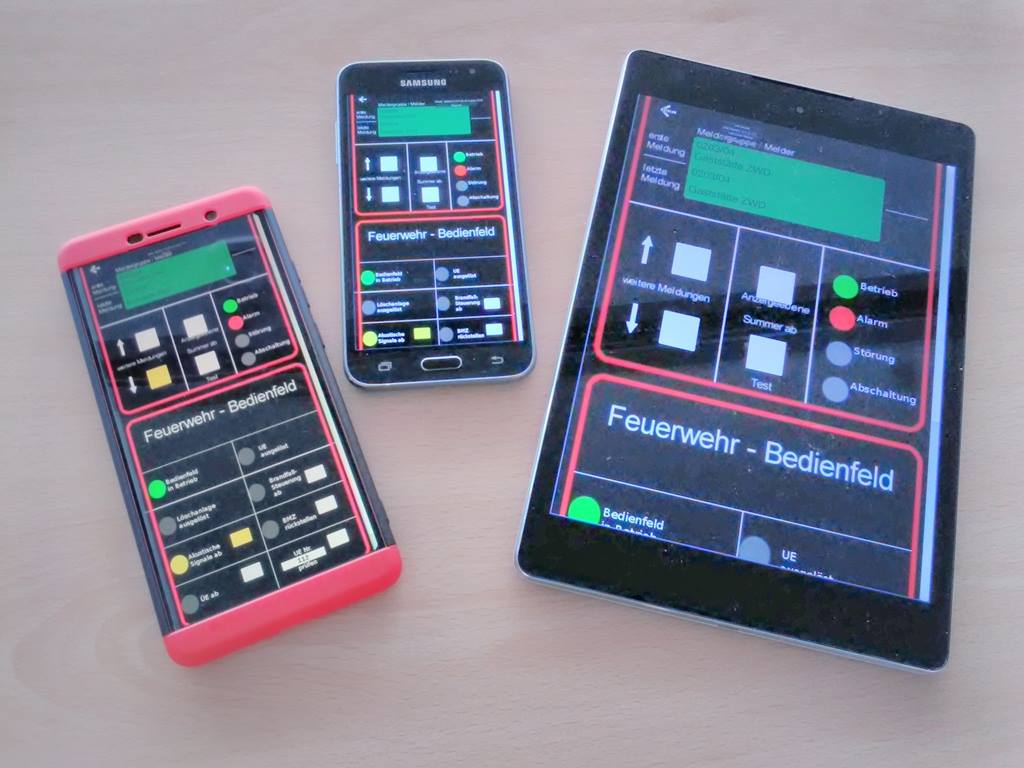 Meldergruppe / Melder
erste
Meldung
letzte
Meldung
weitere Meldungen
Summer ab
Test
Betrieb
Alarm
Störung
Abschaltung
Feuerwehr - Bedienfeld
Bedienfeld
in Betrieb
UE
ausgelöst
Löschanlage
ausgelöst
Brandfall-
Steuerung
ab
Akustische
Signale ab
BMZ
rückstellen
ÜE ab
UE
prüfen
SAMSUNG
Meldergruppe / Melder
erste
Meldung
letzte
Meldung
weitere Meldungen
Summer ab
Test
Betrieb
Alarm
Störung
Abschaltung
Feuerwehr - Bedienfeld
Bedienfeld
in Betrieb
UE
ausgelöst
Löschanlage
ausgelöst
Brandfall-
Steuerung
ab
Akustische
Signale ab
BMZ
rückstellen
Meldergruppe / Melder
erste
Meldung
0203/04
Gaststätte ZWD
letzte
Meldung
0203/04
Gaststätte ZWD
weitere Meldungen
Anzeigeebene
Summer ab
Test
Betrieb
Alarm
Störung
Abschaltung
Feuerwehr - Bedienfeld
Bedienfeld
in Betrieb
UE
ausgelöst